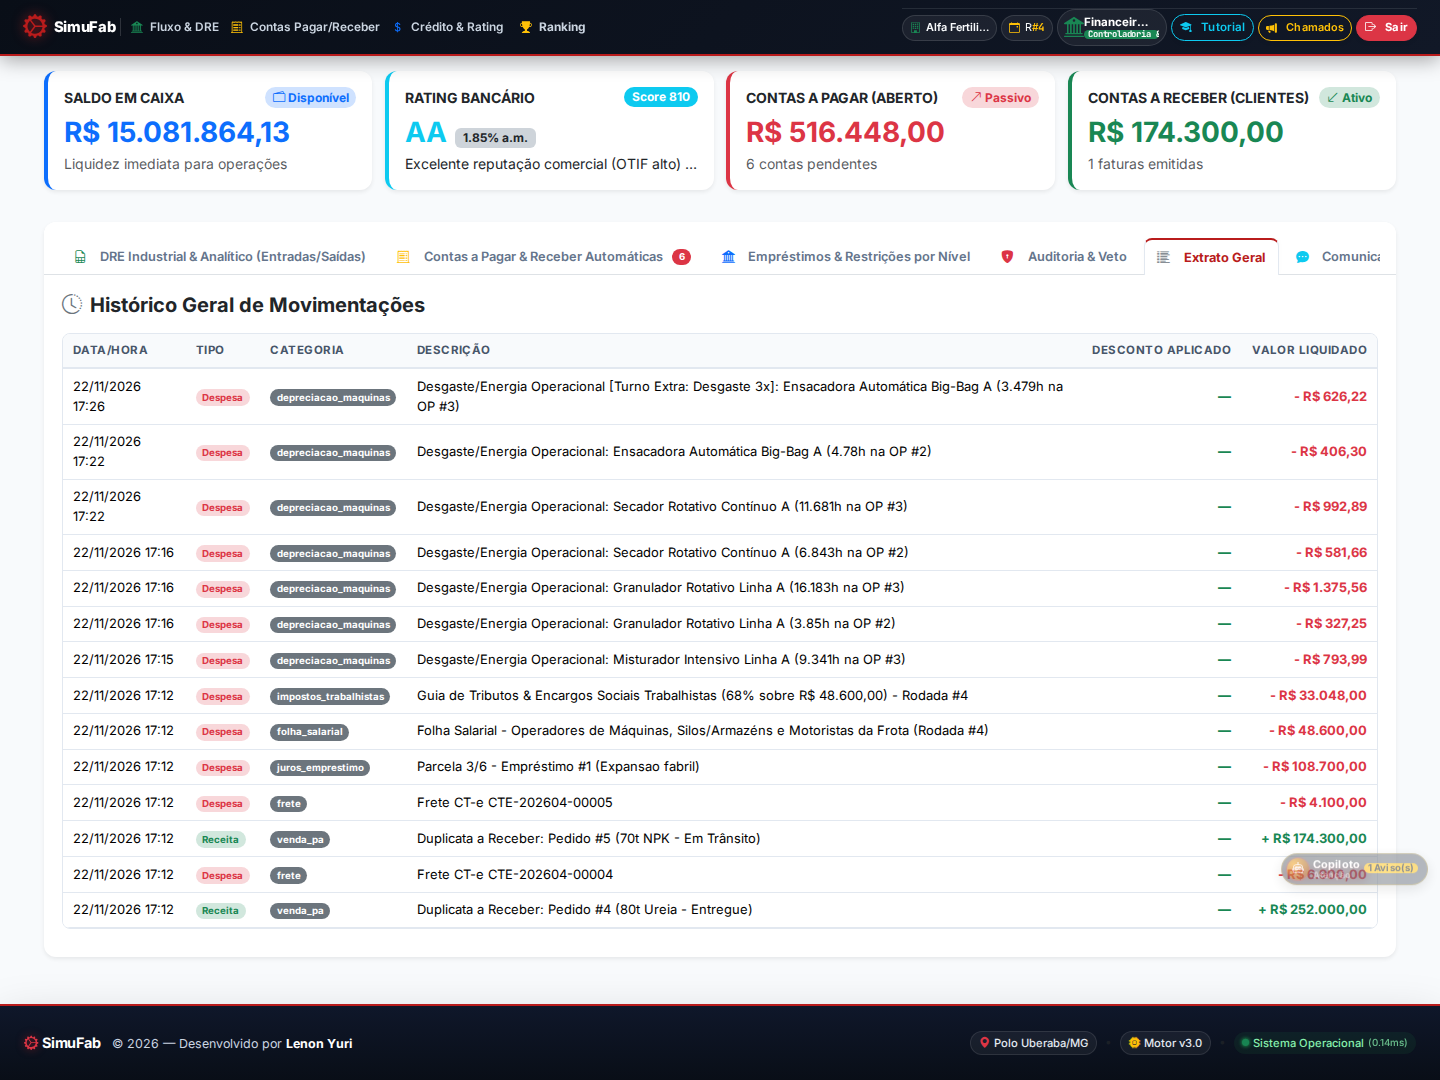 SimuFab
Fluxo & DRE
Contas Pagar/Receber
Crédito & Rating
Ranking
Alfa Fertili...
R#4
Financeir...
Controladoria &
Tutorial
Chamados
Sair
SALDO EM CAIXA
Disponível
R$ 15.081.864,13
Liquidez imediata para operações
RATING BANCÁRIO
Score 810
AA 1.85% a.m.
Excelente reputação comercial (OTIF alto) ...
CONTAS A PAGAR (ABERTO)
Passivo
R$ 516.448,00
6 contas pendentes
CONTAS A RECEBER (CLIENTES)
Ativo
R$ 174.300,00
1 faturas emitidas
DRE Industrial & Analítico (Entradas/Saídas)
Contas a Pagar & Receber Automáticas 6
Empréstimos & Restrições por Nível
Auditoria & Veto
Extrato Geral
Comunica
Histórico Geral de Movimentações
DATA/HORA TIPO CATEGORIA DESCRIÇÃO DESCONTO APLICADO VALOR LIQUIDADO
22/11/2026 17:26 Despesa depreciacao_maquinas Desgaste/Energia Operacional [Turno Extra: Desgaste 3x]: Ensacadora Automática Big-Bag A (3.479h na OP #3) — - R$ 626,22
22/11/2026 17:22 Despesa depreciacao_maquinas Desgaste/Energia Operacional: Ensacadora Automática Big-Bag A (4.78h na OP #2) — - R$ 406,30
22/11/2026 17:22 Despesa depreciacao_maquinas Desgaste/Energia Operacional: Secador Rotativo Contínuo A (11.681h na OP #3) — - R$ 992,89
22/11/2026 17:16 Despesa depreciacao_maquinas Desgaste/Energia Operacional: Secador Rotativo Contínuo A (6.843h na OP #2) — - R$ 581,66
22/11/2026 17:16 Despesa depreciacao_maquinas Desgaste/Energia Operacional: Granulador Rotativo Linha A (16.183h na OP #3) — - R$ 1.375,56
22/11/2026 17:16 Despesa depreciacao_maquinas Desgaste/Energia Operacional: Granulador Rotativo Linha A (3.85h na OP #2) — - R$ 327,25
22/11/2026 17:15 Despesa depreciacao_maquinas Desgaste/Energia Operacional: Misturador Intensivo Linha A (9.341h na OP #3) — - R$ 793,99
22/11/2026 17:12 Despesa impostos_trabalhistas Guia de Tributos & Encargos Sociais Trabalhistas (68% sobre R$ 48.600,00) - Rodada #4 — - R$ 33.048,00
22/11/2026 17:12 Despesa folha_salarial Folha Salarial - Operadores de Máquinas, Silos/Armazéns e Motoristas da Frota (Rodada #4) — - R$ 48.600,00
22/11/2026 17:12 Despesa juros_emprestimo Parcela 3/6 - Empréstimo #1 (Expansao fabril) — - R$ 108.700,00
22/11/2026 17:12 Despesa frete Frete CT-e CTE-202604-00005 — - R$ 4.100,00
22/11/2026 17:12 Receita venda_pa Duplicata a Receber: Pedido #5 (70t NPK - Em Trânsito) — + R$ 174.300,00
22/11/2026 17:12 Despesa frete Frete CT-e CTE-202604-00004 —
Copiloto 1 Aviso(s)
22/11/2026 17:12 Receita venda_pa Duplicata a Receber: Pedido #4 (80t Ureia - Entregue) — + R$ 252.000,00
SimuFab © 2026 — Desenvolvido por Lenon Yuri
Polo Uberaba/MG
Motor v3.0
Sistema Operacional (0.14ms)